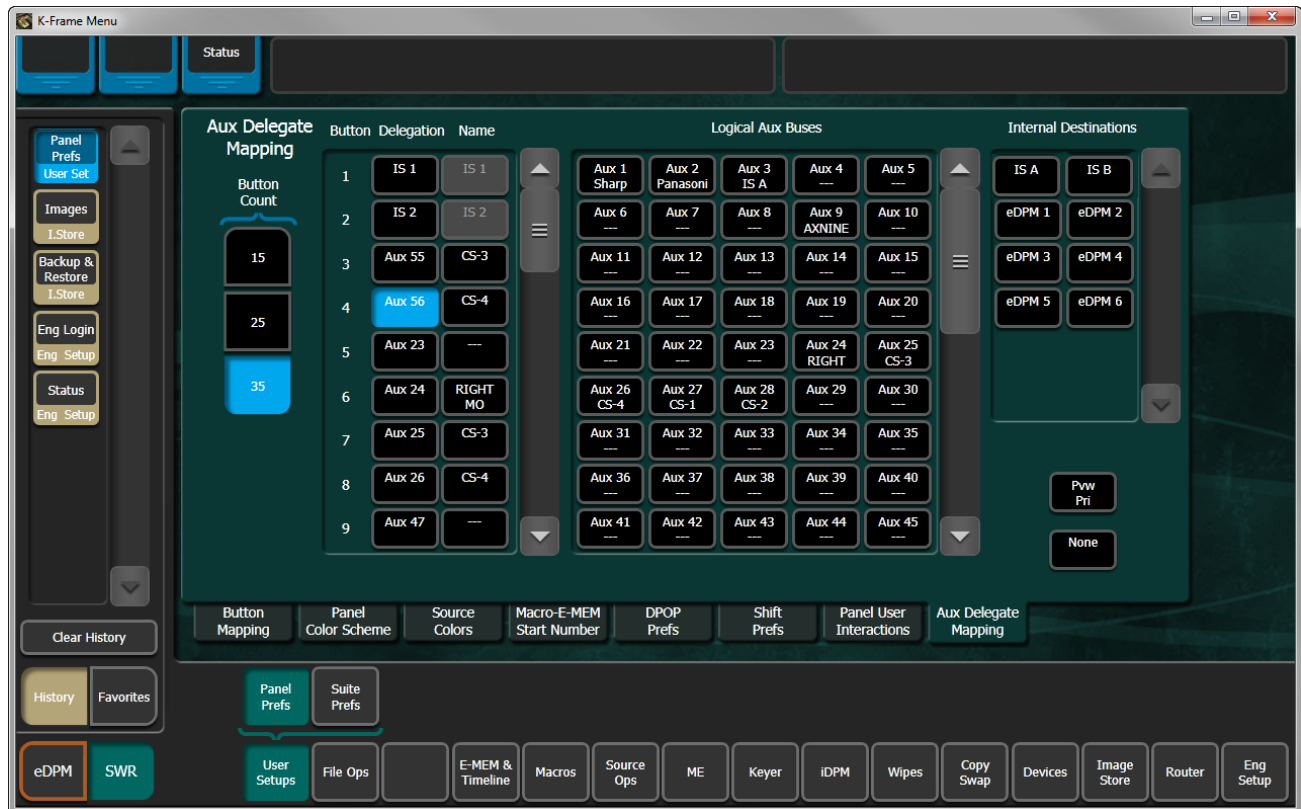 K-Frame Menu
Status
Panel
Prefs
User Set
Images
I.Store
Backup &
Restore
I.Store
Eng Login
Eng Setup
Status
Eng Setup
Clear History
History
Favorites
eDPM
SWR
Aux Delegate
Mapping
Button
Count
15
25
35
Button Delegation Name
1 IS 1 IS 1
2 IS 2 IS 2
3 Aux 55 CS-3
4 Aux 56 CS-4
5 Aux 23 ---
6 Aux 24 RIGHT
MO
7 Aux 25 CS-3
8 Aux 26 CS-4
9 Aux 47 ---
Logical Aux Buses
Aux 1 Aux 2 Aux 3 Aux 4 Aux 5
Sharp Panasoni IS A --- ---
Aux 6 Aux 7 Aux 8 Aux 9 Aux 10
--- --- --- AXNINE ---
Aux 11 Aux 12 Aux 13 Aux 14 Aux 15
--- --- --- --- ---
Aux 16 Aux 17 Aux 18 Aux 19 Aux 20
--- --- --- --- ---
Aux 21 Aux 22 Aux 23 Aux 24 Aux 25
--- --- --- RIGHT CS-3
Aux 26 Aux 27 Aux 28 Aux 29 Aux 30
CS-4 CS-1 CS-2 --- ---
Aux 31 Aux 32 Aux 33 Aux 34 Aux 35
--- --- --- --- ---
Aux 36 Aux 37 Aux 38 Aux 39 Aux 40
--- --- --- --- ---
Aux 41 Aux 42 Aux 43 Aux 44 Aux 45
--- --- --- --- ---
Internal Destinations
IS A IS B
eDPM 1 eDPM 2
eDPM 3 eDPM 4
eDPM 5 eDPM 6
Pvw
Pri
None
Button
Mapping
Panel
Color Scheme
Source
Colors
Macro-E-MEM
Start Number
DPOP
Prefs
Shift
Prefs
Panel User
Interactions
Aux Delegate
Mapping
Panel
Prefs
Suite
Prefs
User
Setups
File Ops
E-MEM &
Timeline
Macros
Source
Ops
ME
Keyer
iDPM
Wipes
Copy
Swap
Devices
Image
Store
Router
Eng
Setup